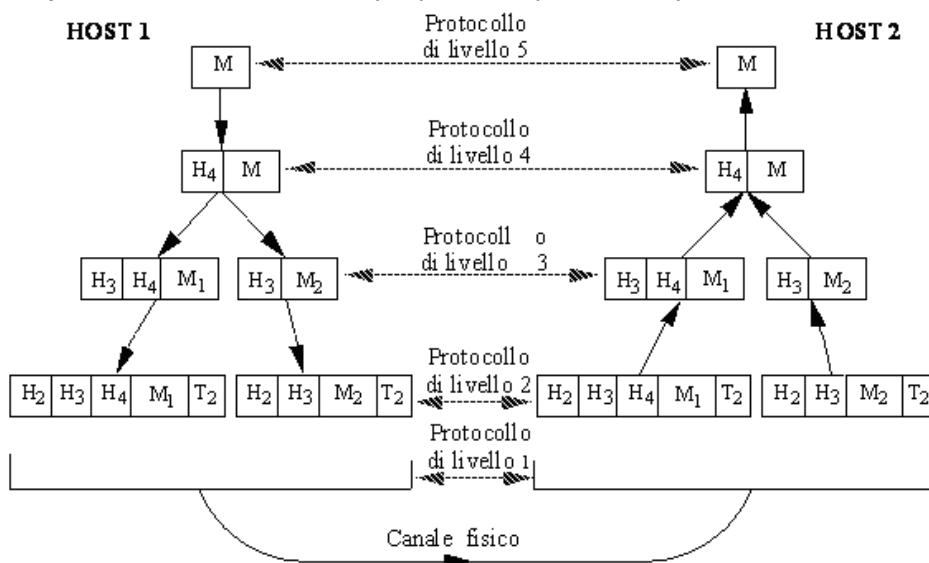 HOST 1
Protocollo
di livello 5
HOST 2
M
M
Protocollo
di livello 4
H4 M
H4 M
Protocoll o
di livello 3
H3 H4 M1
H3 M2
H3 H4 M1
H3 M2
Protocollo
di livello 2
H2 H3 H4 M1 T2
H2 H3 M2 T2
H2 H3 H4 M1 T2
H2 H3 M2 T2
Protocollo
di livello 1
Canale fisico